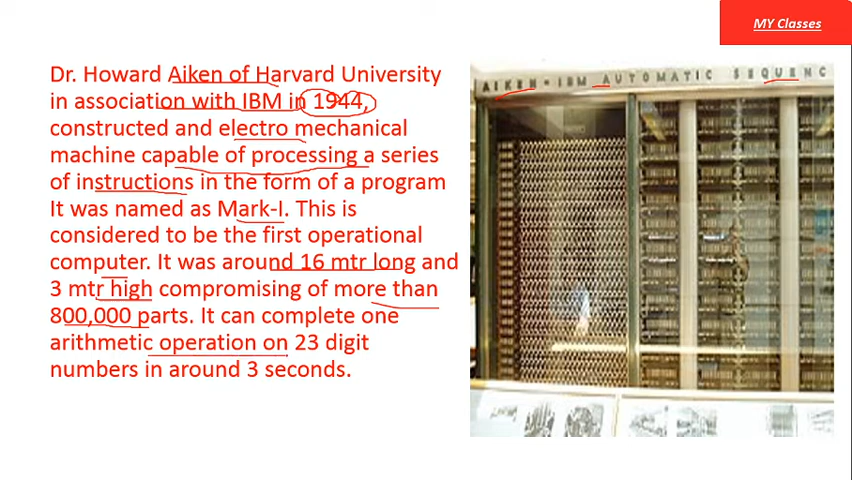 MY Classes
Dr. Howard Aiken of Harvard University
in association with IBM in 1944,
constructed and electro mechanical
machine capable of processing a series
of instructions in the form of a program
It was named as Mark-I. This is
considered to be the first operational
computer. It was around 16 mtr long and
3 mtr high compromising of more than
800,000 parts. It can complete one
arithmetic operation on 23 digit
numbers in around 3 seconds.
AIKEN - IBM AUTOMATIC SEQUENC